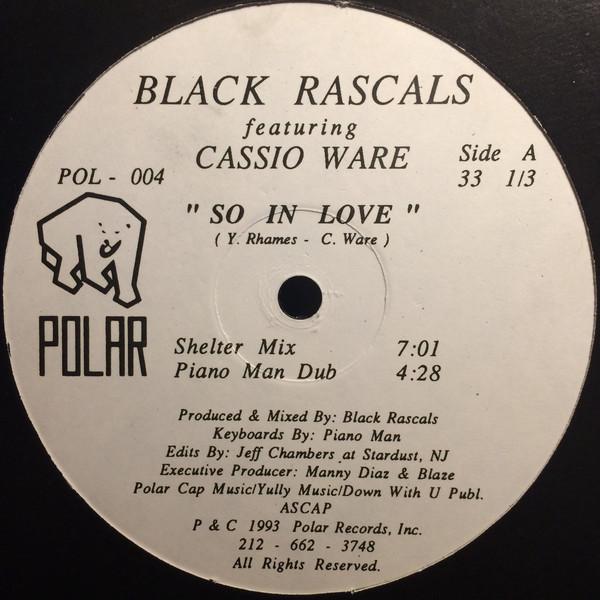 BLACK RASCALS
featuring
CASSIO WARE
Side A
POL - 004
33 1/3
" SO IN LOVE "
( Y. Rhames - C. Ware )
POLAR
Shelter Mix 7:01
Piano Man Dub 4:28
Produced & Mixed By: Black Rascals
Keyboards By: Piano Man
Edits By: Jeff Chambers at Stardust, NJ
Executive Producer: Manny Diaz & Blaze
Polar Cap Music/Yully Music/Down With U Publ.
ASCAP
P & C 1993 Polar Records, Inc.
212 - 662 - 3748
All Rights Reserved.